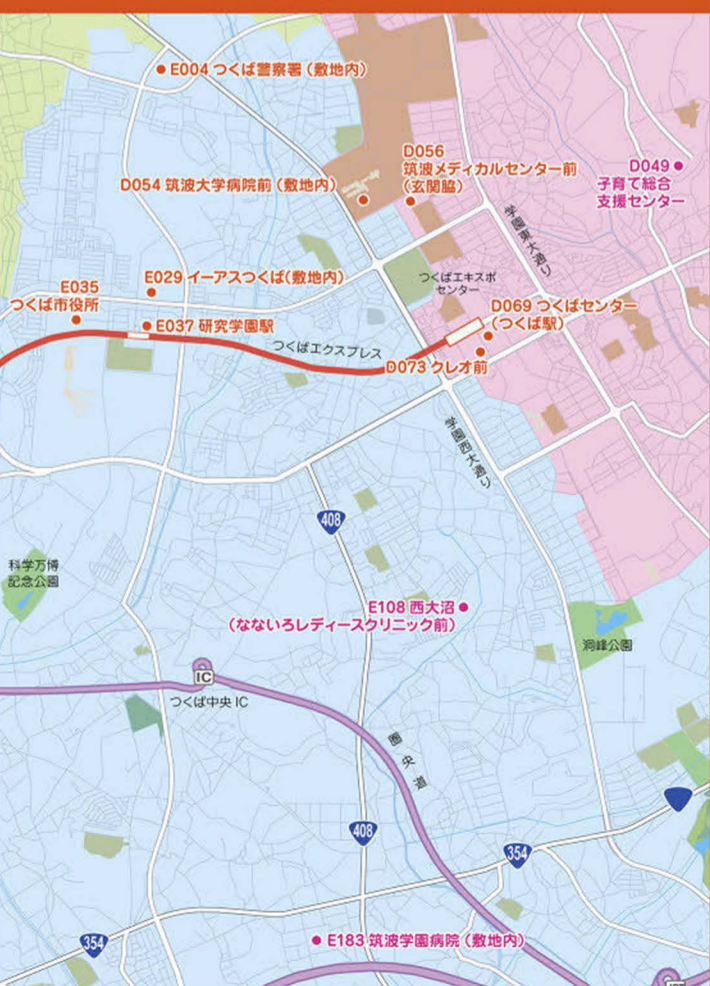 E004 つくば警察署（敷地内）
D056
筑波メディカルセンター前
（玄関脇）
D049
子育て総合
支援センター
D054 筑波大学病院前（敷地内）
学園東大通り
E029 イーアスつくば(敷地内)
つくばエキスポ
センター
E035
つくば市役所
D069 つくばセンター
（つくば駅）
E037 研究学園駅
つくばエクスプレス
D073 クレオ前
学園西大通り
408
科学万博
記念公園
E108 西大沼
（なないろレディースクリニック前）
洞峰公園
IC
つくば中央 IC
圏央道
408
354
354
E183 筑波学園病院（敷地内）